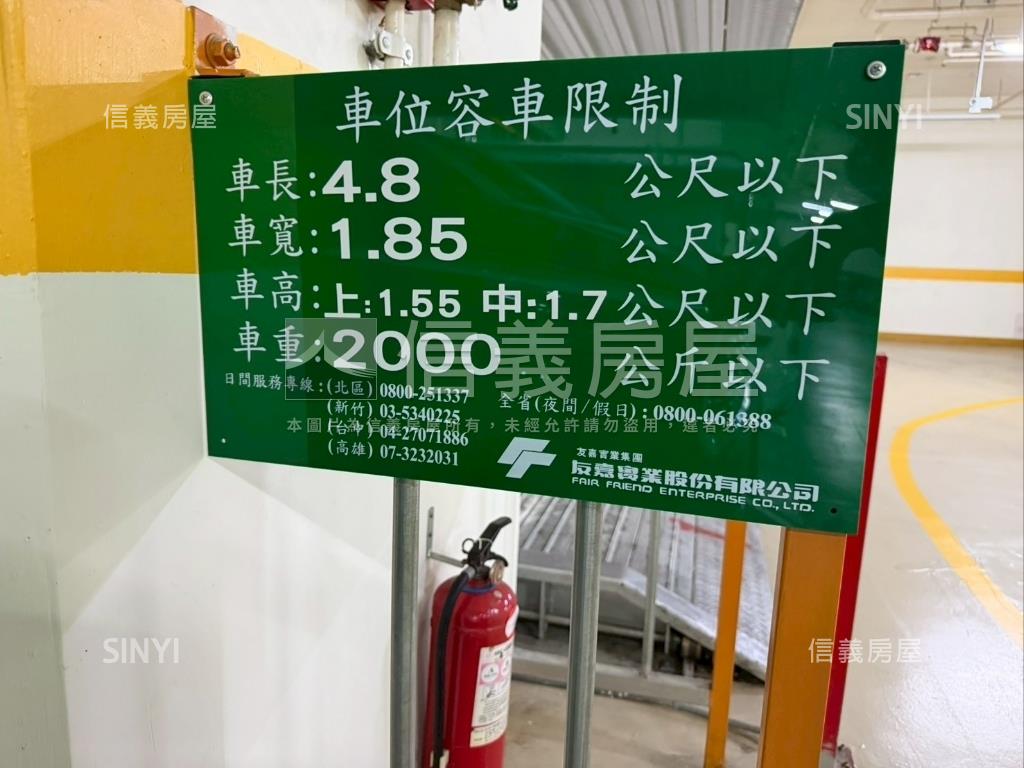 車位容車限制
車長:4.8 公尺以下
車寬:1.85 公尺以下
車高:上:1.55 中:1.7 公尺以下
車重:2000 公斤以下
日間服務專線:(北區) 0800-251337
(新竹) 03-5340225 全省(夜間/假日):0800-061888
(台中) 04-27071886
(高雄) 07-3232031
友嘉實業集團
友嘉實業股份有限公司
FAIR FRIEND ENTERPRISE CO., LTD.
信義房屋
SINYI
信義房屋
本圖片為信義房屋所有,未經允許請勿盜用,違者必究
SINYI
信義房屋